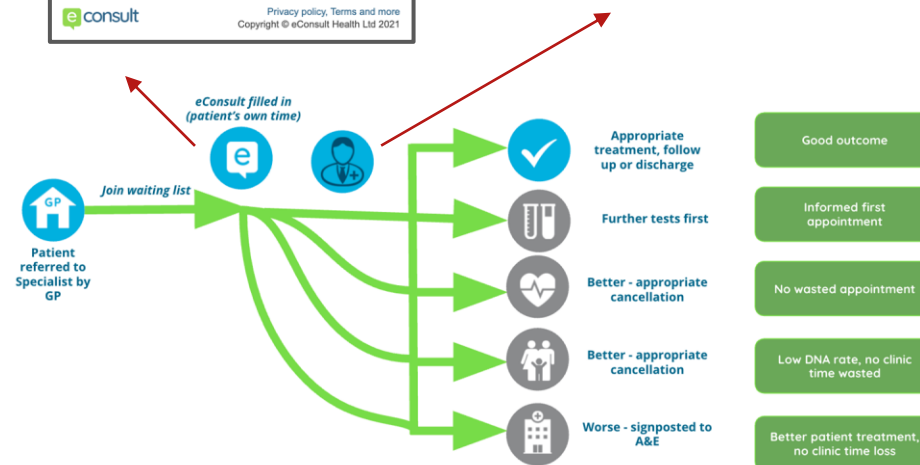 e consult
Privacy policy, Terms and more
Copyright © eConsult Health Ltd 2021
eConsult filled in
(patient's own time)
e
GP
Join waiting list
Patient
referred to
Specialist by
GP
Appropriate
treatment, follow
up or discharge
Good outcome
Further tests first
Informed first
appointment
Better - appropriate
cancellation
No wasted appointment
Better - appropriate
cancellation
Low DNA rate, no clinic
time wasted
Worse - signposted to
A&E
Better patient treatment,
no clinic time loss